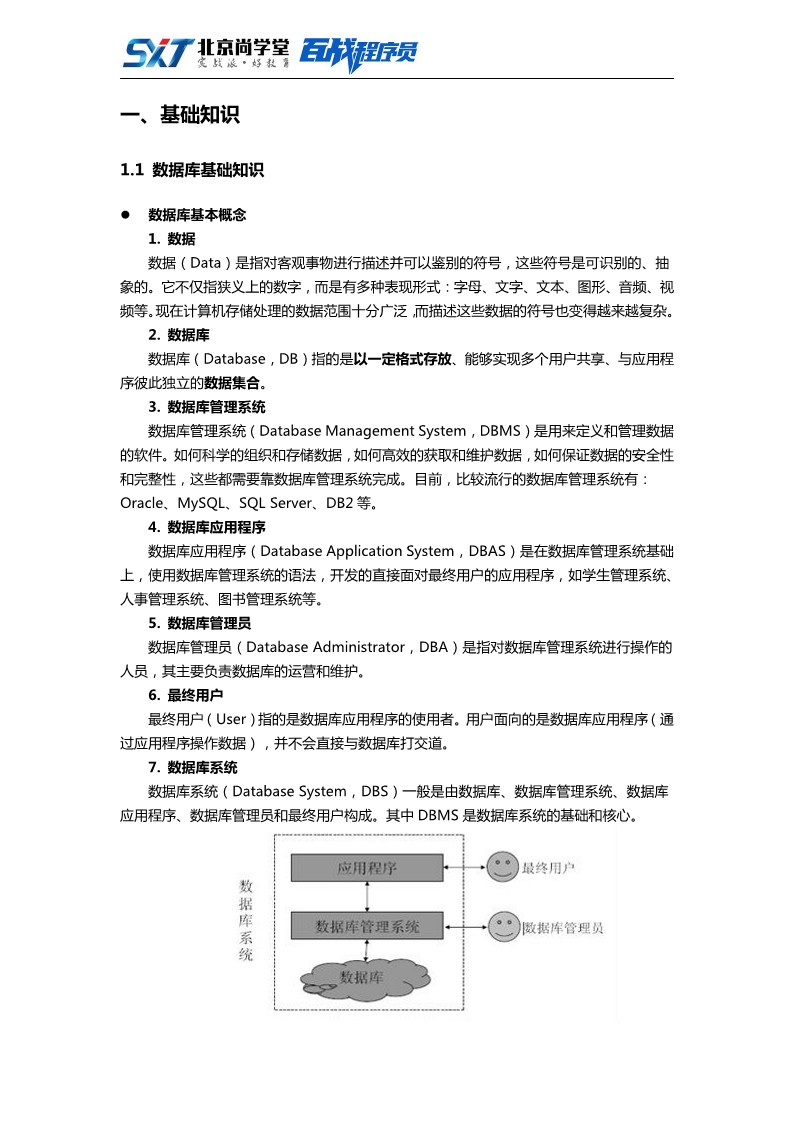 SXT 北京尚学堂 百战程序员
实战派·好教育
一、基础知识
1.1 数据库基础知识
● 数据库基本概念
1. 数据
数据（Data）是指对客观事物进行描述并可以鉴别的符号，这些符号是可识别的、抽
象的。它不仅指狭义上的数字，而是有多种表现形式：字母、文字、文本、图形、音频、视
频等。现在计算机存储处理的数据范围十分广泛，而描述这些数据的符号也变得越来越复杂。
2. 数据库
数据库（Database，DB）指的是以一定格式存放、能够实现多个用户共享、与应用程
序彼此独立的数据集合。
3. 数据库管理系统
数据库管理系统（Database Management System，DBMS）是用来定义和管理数据
的软件。如何科学的组织和存储数据，如何高效的获取和维护数据，如何保证数据的安全性
和完整性，这些都需要靠数据库管理系统完成。目前，比较流行的数据库管理系统有：
Oracle、MySQL、SQL Server、DB2 等。
4. 数据库应用程序
数据库应用程序（Database Application System，DBAS）是在数据库管理系统基础
上，使用数据库管理系统的语法，开发的直接面对最终用户的应用程序，如学生管理系统、
人事管理系统、图书管理系统等。
5. 数据库管理员
数据库管理员（Database Administrator，DBA）是指对数据库管理系统进行操作的
人员，其主要负责数据库的运营和维护。
6. 最终用户
最终用户（User）指的是数据库应用程序的使用者。用户面向的是数据库应用程序（通
过应用程序操作数据），并不会直接与数据库打交道。
7. 数据库系统
数据库系统（Database System，DBS）一般是由数据库、数据库管理系统、数据库
应用程序、数据库管理员和最终用户构成。其中 DBMS 是数据库系统的基础和核心。
数据库系统
应用程序
最终用户
数据库管理系统
数据库管理员
数据库